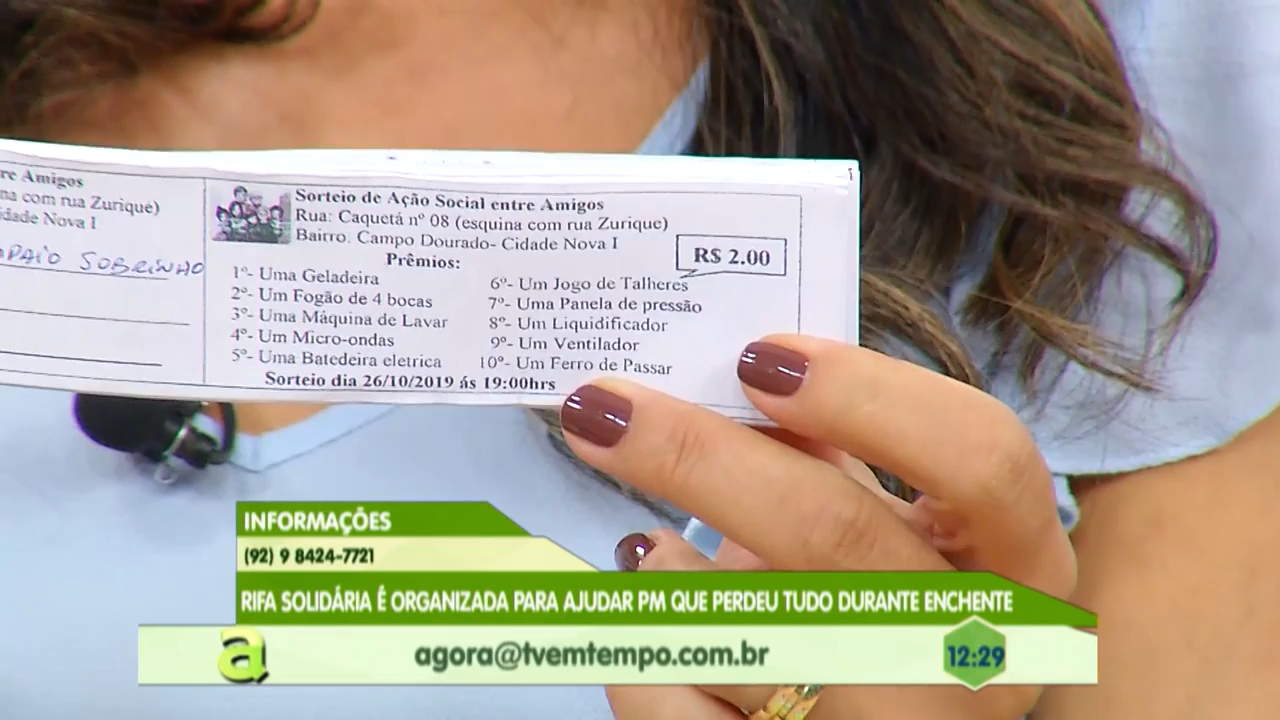 re Amigos
na com rua Zurique)
idade Nova I
SOBRINHO
Sorteio de Ação Social entre Amigos
Rua: Caquetá nº 08 (esquina com rua Zurique)
Bairro. Campo Dourado- Cidade Nova I
R$ 2.00
Prêmios:
1º- Uma Geladeira
2º- Um Fogão de 4 bocas
3º- Uma Máquina de Lavar
4º- Um Micro-ondas
5º- Uma Batedeira eletrica
6º- Um Jogo de Talheres
7º- Uma Panela de pressão
8º- Um Liquidificador
9º- Um Ventilador
10º- Um Ferro de Passar
Sorteio dia 26/10/2019 ás 19:00hrs
INFORMAÇÕES
(92) 9 8424-7721
RIFA SOLIDÁRIA É ORGANIZADA PARA AJUDAR PM QUE PERDEU TUDO DURANTE ENCHENTE
a agora@tvemtempo.com.br 12:29